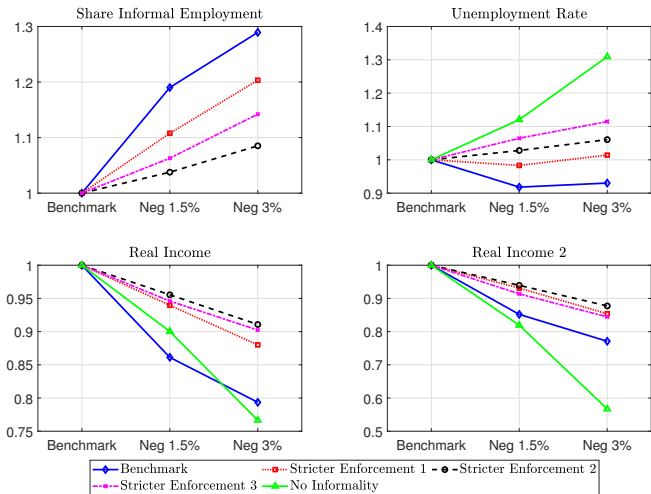 Share Informal Employment
1.3
1.2
1.1
1
Benchmark Neg 1.5% Neg 3%
Unemployment Rate
1.4
1.3
1.2
1.1
1
0.9
Benchmark Neg 1.5% Neg 3%
Real Income
1
0.95
0.9
0.85
0.8
0.75
Benchmark Neg 1.5% Neg 3%
Real Income 2
1
0.9
0.8
0.7
0.6
0.5
Benchmark Neg 1.5% Neg 3%
Benchmark Stricter Enforcement 1 Stricter Enforcement 2
Stricter Enforcement 3 No Informality